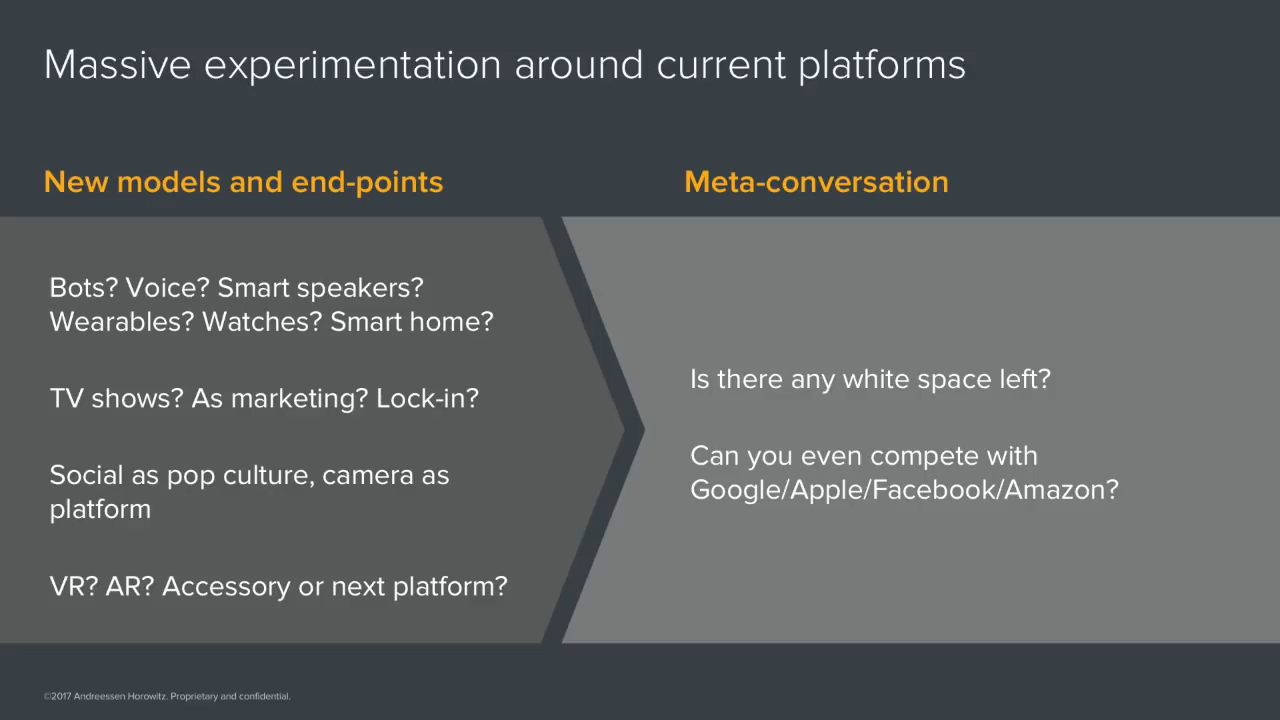 Massive experimentation around current platforms
New models and end-points
Bots? Voice? Smart speakers?
Wearables? Watches? Smart home?
TV shows? As marketing? Lock-in?
Social as pop culture, camera as
platform
VR? AR? Accessory or next platform?
Meta-conversation
Is there any white space left?
Can you even compete with
Google/Apple/Facebook/Amazon?
©2017 Andreessen Horowitz. Proprietary and confidential.